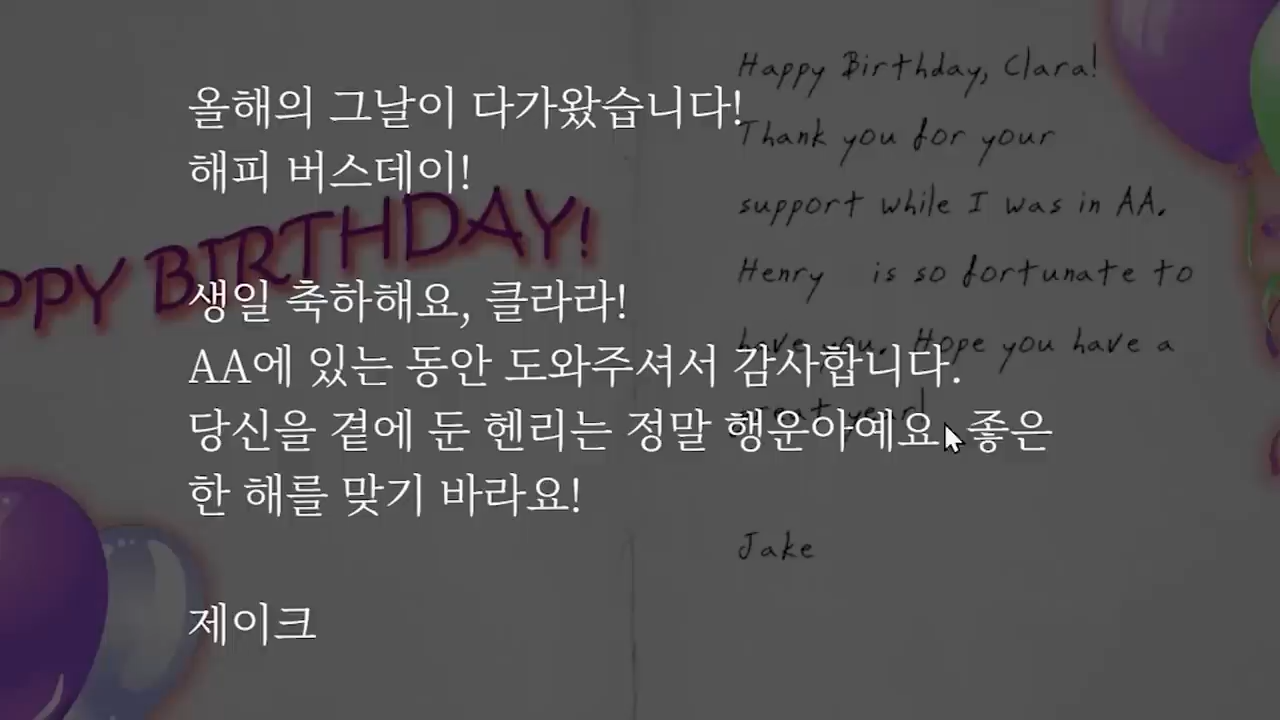 올해의 그날이 다가왔습니다!
해피 버스데이!
PPY BIRTHDAY!
생일 축하해요, 클라라!
AA에 있는 동안 도와주셔서 감사합니다.
당신을 곁에 둔 헨리는 정말 행운아예요. 좋은
한 해를 맞기 바라요!
제이크
Happy Birthday, Clara!
Thank you for your
support while I was in AA.
Henry is so fortunate to
have you. Hope you have a
great year!
Jake